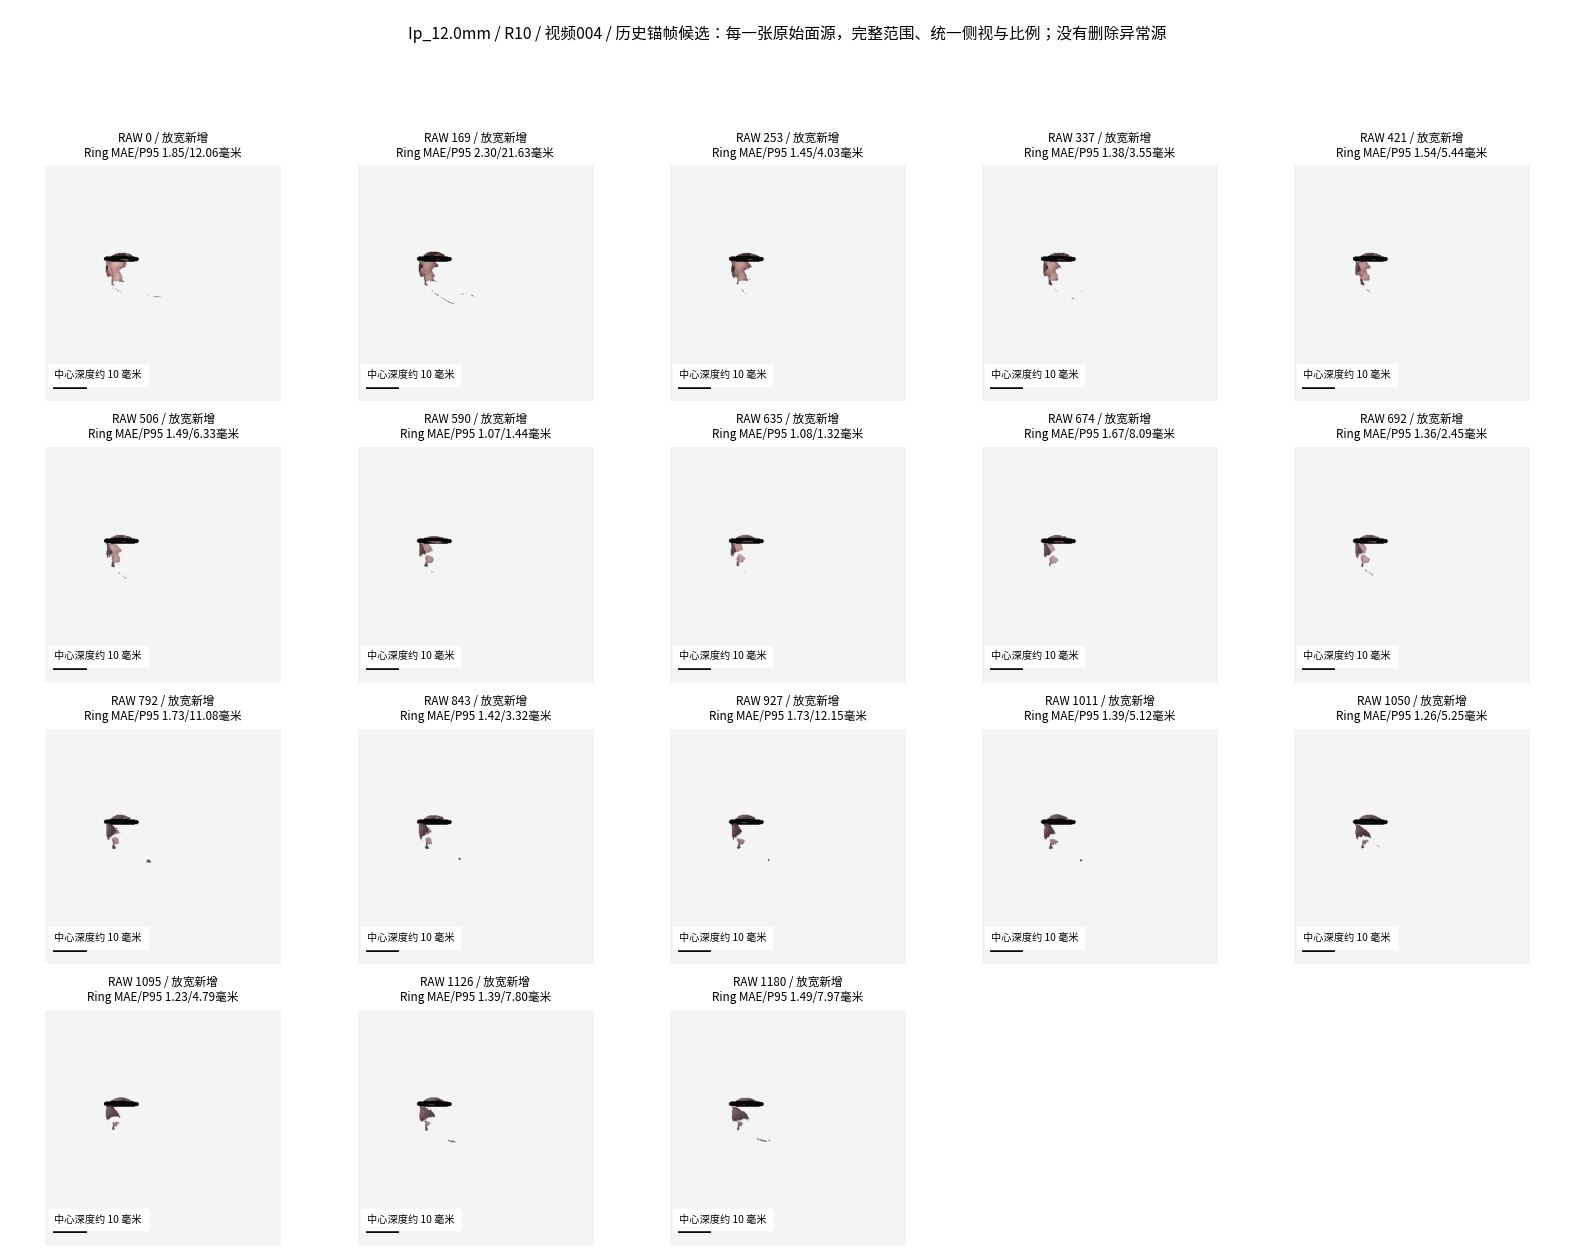 Ip_12.0mm / R10 / 视频004 / 历史锚帧候选：每一张原始面源，完整范围、统一侧视与比例；没有删除异常源
RAW 0 / 放宽新增
Ring MAE/P95 1.85/12.06毫米
RAW 169 / 放宽新增
Ring MAE/P95 2.30/21.63毫米
RAW 253 / 放宽新增
Ring MAE/P95 1.45/4.03毫米
RAW 337 / 放宽新增
Ring MAE/P95 1.38/3.55毫米
RAW 421 / 放宽新增
Ring MAE/P95 1.54/5.44毫米
中心深度约 10 毫米
中心深度约 10 毫米
中心深度约 10 毫米
中心深度约 10 毫米
中心深度约 10 毫米
RAW 506 / 放宽新增
Ring MAE/P95 1.49/6.33毫米
RAW 590 / 放宽新增
Ring MAE/P95 1.07/1.44毫米
RAW 635 / 放宽新增
Ring MAE/P95 1.08/1.32毫米
RAW 674 / 放宽新增
Ring MAE/P95 1.67/8.09毫米
RAW 692 / 放宽新增
Ring MAE/P95 1.36/2.45毫米
中心深度约 10 毫米
中心深度约 10 毫米
中心深度约 10 毫米
中心深度约 10 毫米
中心深度约 10 毫米
RAW 792 / 放宽新增
Ring MAE/P95 1.73/11.08毫米
RAW 843 / 放宽新增
Ring MAE/P95 1.42/3.32毫米
RAW 927 / 放宽新增
Ring MAE/P95 1.73/12.15毫米
RAW 1011 / 放宽新增
Ring MAE/P95 1.39/5.12毫米
RAW 1050 / 放宽新增
Ring MAE/P95 1.26/5.25毫米
中心深度约 10 毫米
中心深度约 10 毫米
中心深度约 10 毫米
中心深度约 10 毫米
中心深度约 10 毫米
RAW 1095 / 放宽新增
Ring MAE/P95 1.23/4.79毫米
RAW 1126 / 放宽新增
Ring MAE/P95 1.39/7.80毫米
RAW 1180 / 放宽新增
Ring MAE/P95 1.49/7.97毫米
中心深度约 10 毫米
中心深度约 10 毫米
中心深度约 10 毫米